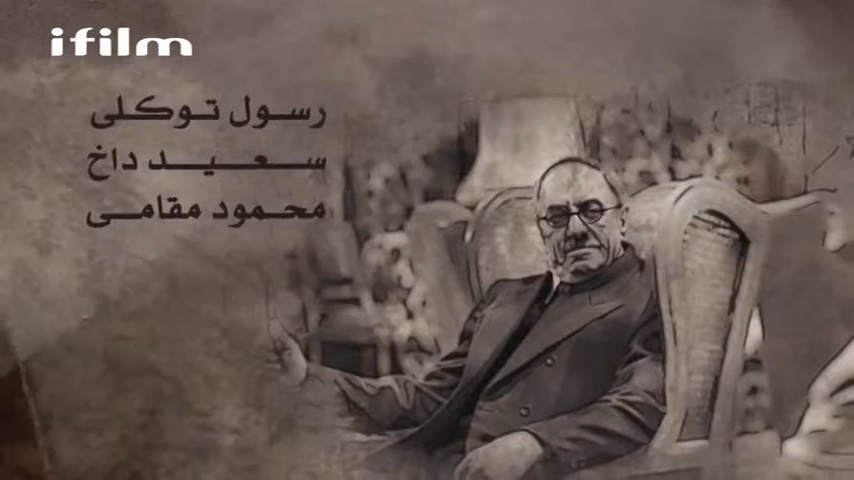 ifilm
رسول توکلی
سعید داخ
محمود مقامی